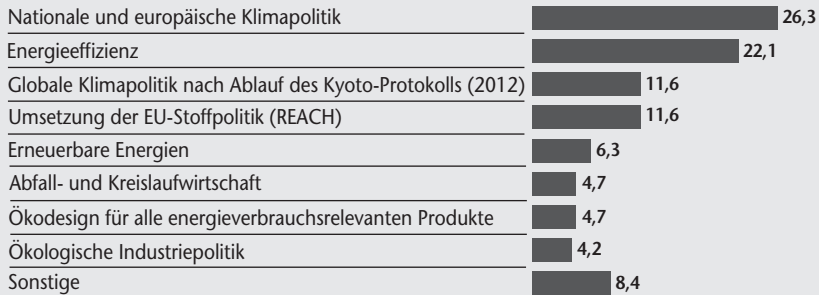 Nationale und europäische Klimapolitik 26,3
Energieeffizienz 22,1
Globale Klimapolitik nach Ablauf des Kyoto-Protokolls (2012) 11,6
Umsetzung der EU-Stoffpolitik (REACH) 11,6
Erneuerbare Energien 6,3
Abfall- und Kreislaufwirtschaft 4,7
Ökodesign für alle energieverbrauchsrelevanten Produkte 4,7
Ökologische Industriepolitik 4,2
Sonstige 8,4